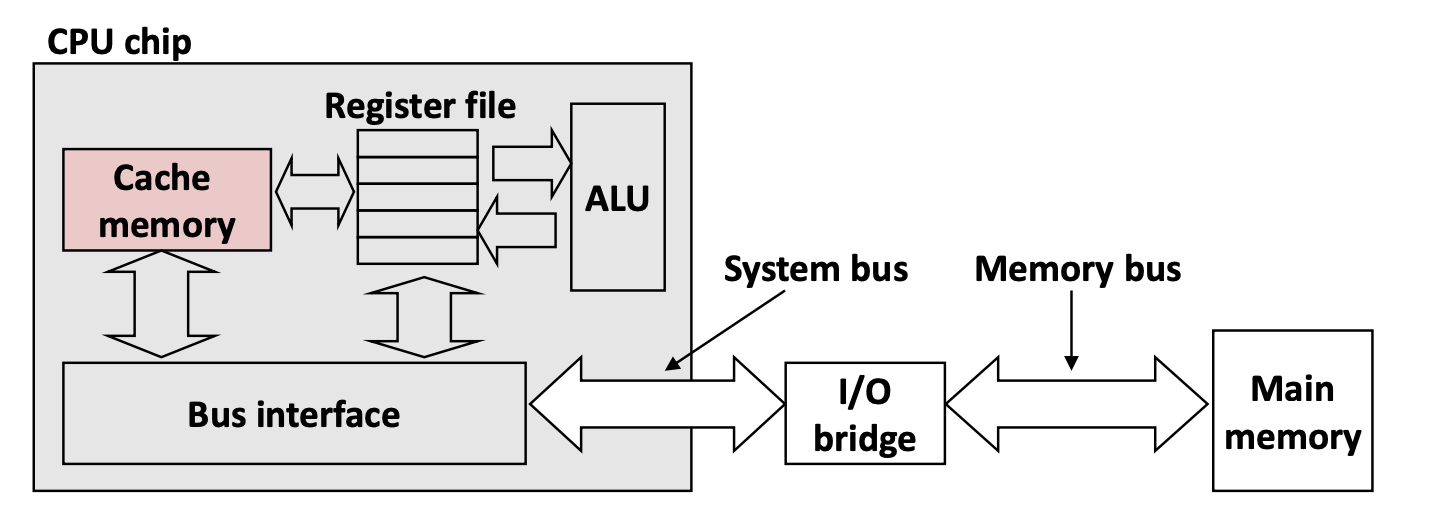 CPU chip
Register file
Cache
memory
ALU
System bus
Memory bus
Bus interface
I/O
bridge
Main
memory